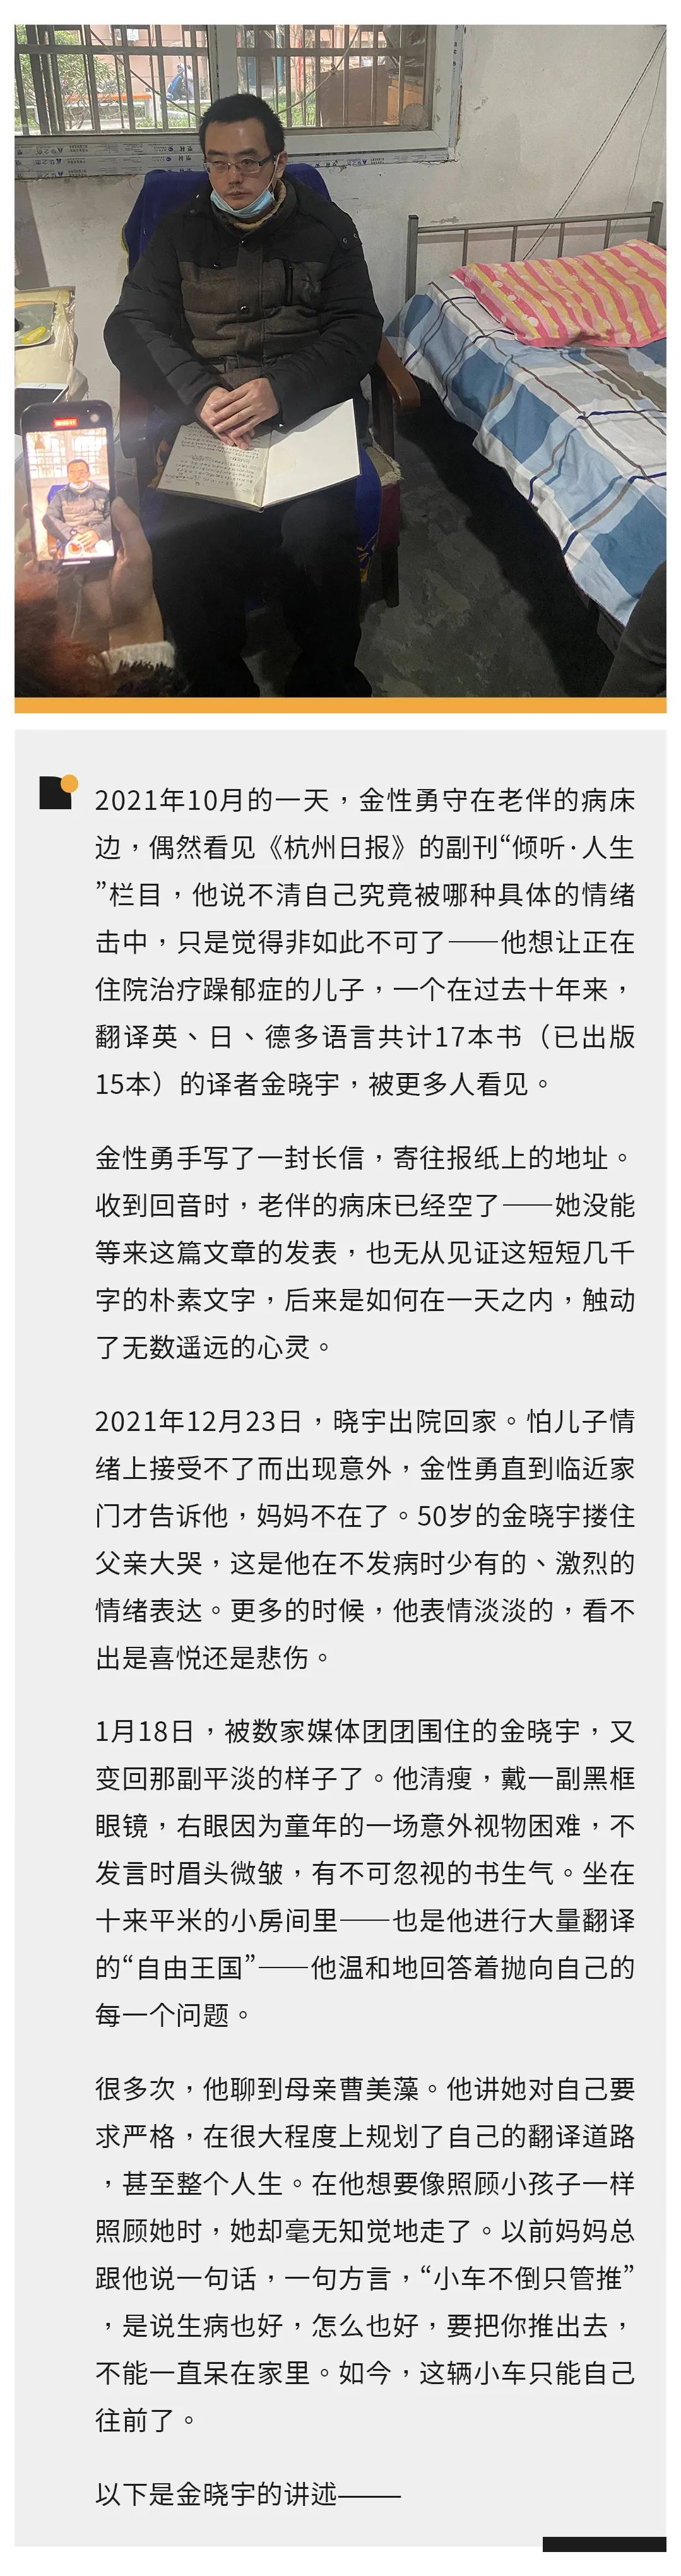 2021年10月的一天，金性勇守在老伴的病床
边，偶然看见《杭州日报》的副刊“倾听·人生
”栏目，他说不清自己究竟被哪种具体的情绪
击中，只是觉得非如此不可了——他想让正在
住院治疗躁郁症的儿子，一个在过去十年来，
翻译英、日、德多语言共计17本书（已出版
15本）的译者金晓宇，被更多人看见。
金性勇手写了一封长信，寄往报纸上的地址。
收到回音时，老伴的病床已经空了——她没能
等来这篇文章的发表，也无从见证这短短几千
字的朴素文字，后来是如何在一天之内，触动
了无数遥远的心灵。
2021年12月23日，晓宇出院回家。怕儿子情
绪上接受不了而出现意外，金性勇直到临近家
门才告诉他，妈妈不在了。50岁的金晓宇搂住
父亲大哭，这是他在不发病时少有的、激烈的
情绪表达。更多的时候，他表情淡淡的，看不
出是喜悦还是悲伤。
1月18日，被数家媒体团团围住的金晓宇，又
变回那副平淡的样子了。他清瘦，戴一副黑框
眼镜，右眼因为童年的一场意外视物困难，不
发言时眉头微皱，有不可忽视的书生气。坐在
十来平米的小房间里——也是他进行大量翻译
的“自由王国”——他温和地回答着抛向自己的
每一个问题。
很多次，他聊到母亲曹美藻。他讲她对自己要
求严格，在很大程度上规划了自己的翻译道路
，甚至整个人生。在他想要像照顾小孩子一样
照顾她时，她却毫无知觉地走了。以前妈妈总
跟他说一句话，一句方言，“小车不倒只管推”
，是说生病也好，怎么也好，要把你推出去，
不能一直呆在家里。如今，这辆小车只能自己
往前了。
以下是金晓宇的讲述——